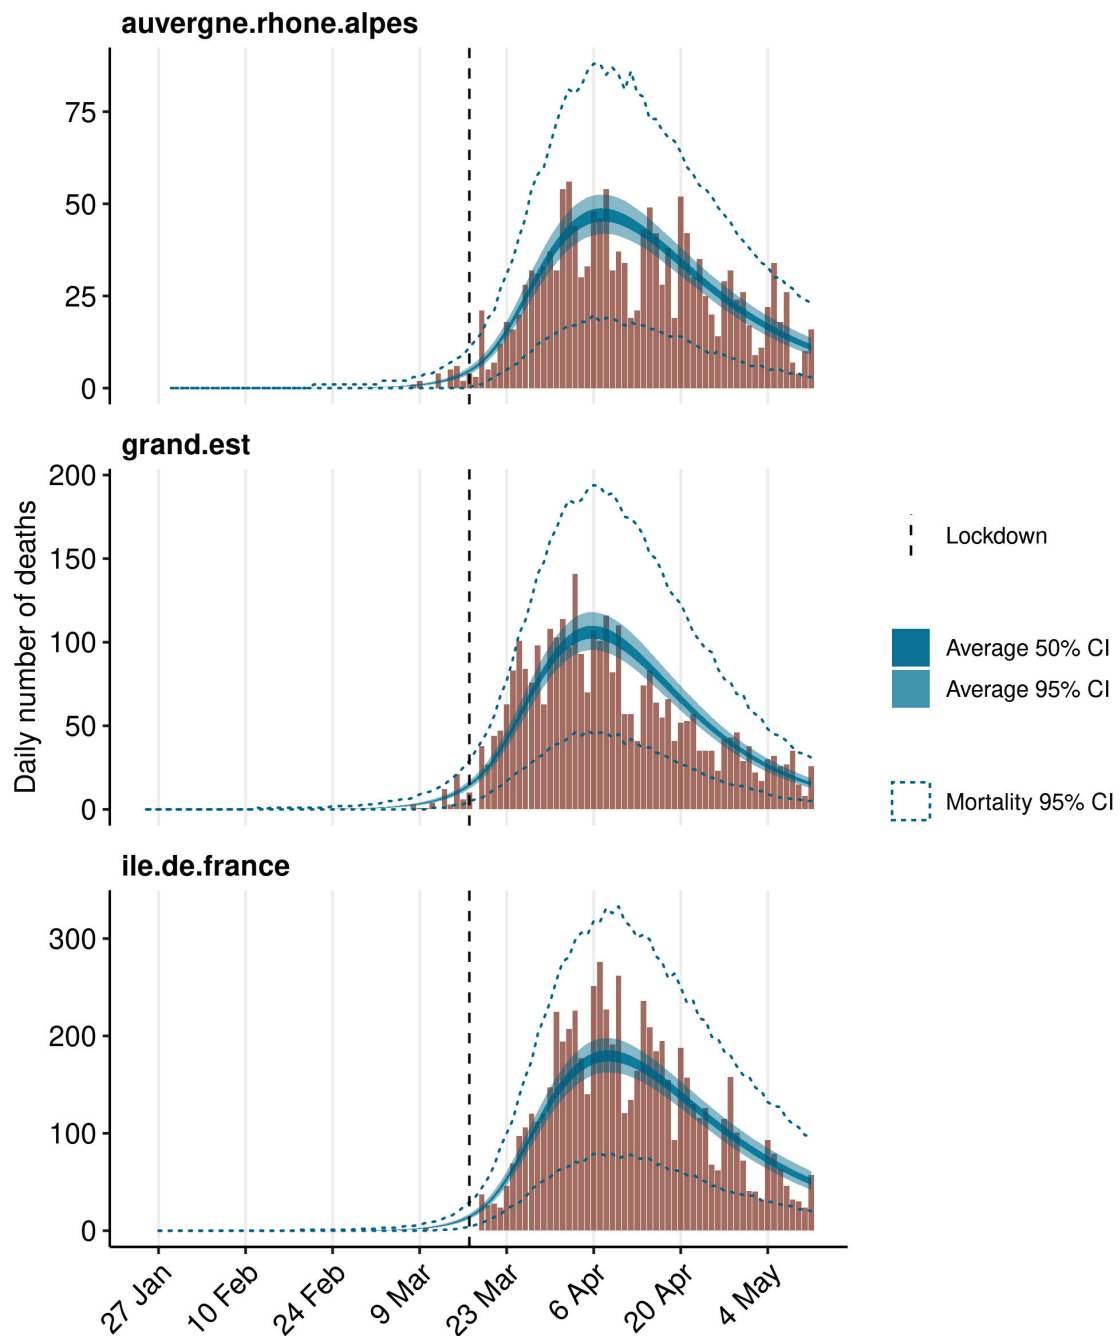 auvergne.rhone.alpes
75
50
25
0
grand.est
200
150
100
50
0
Daily number of deaths
ile.de.france
300
200
100
0
27 Jan
10 Feb
24 Feb
9 Mar
23 Mar
6 Apr
20 Apr
4 May
Lockdown
Average 50% CI
Average 95% CI
Mortality 95% CI